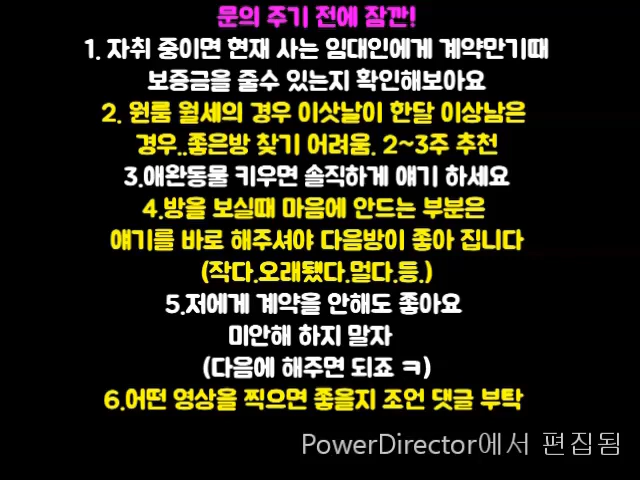 문의 주기 전에 잠깐!
1. 자취 중이면 현재 사는 임대인에게 계약만기때
보증금을 줄수 있는지 확인해보아요
2. 원룸 월세의 경우 이삿날이 한달 이상남은
경우..좋은방 찾기 어려움. 2~3주 추천
3.애완동물 키우면 솔직하게 얘기 하세요
4.방을 보실때 마음에 안드는 부분은
얘기를 바로 해주셔야 다음방이 좋아 집니다
(작다.오래됐다.멀다.등.)
5.저에게 계약을 안해도 좋아요
미안해 하지 말자
(다음에 해주면 되죠 ㅋ)
6.어떤 영상을 찍으면 좋을지 조언 댓글 부탁
PowerDirector에서 편집됨